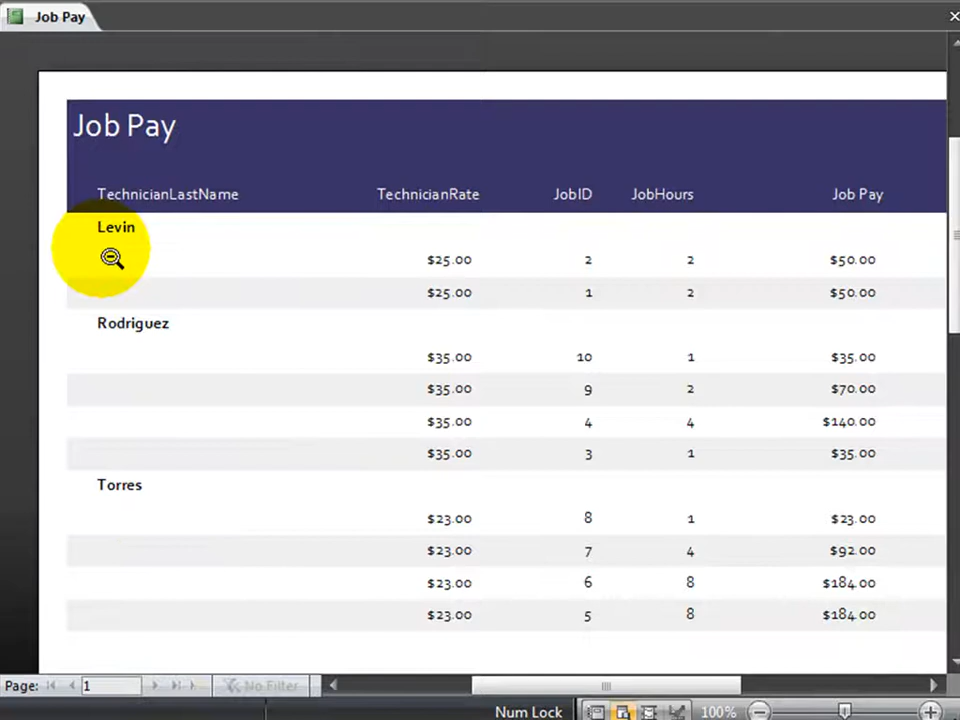 Job Pay
Job Pay
TechnicianLastName TechnicianRate JobID JobHours Job Pay
Levin
$25.00 2 2 $50.00
$25.00 1 2 $50.00
Rodriguez
$35.00 10 1 $35.00
$35.00 9 2 $70.00
$35.00 4 4 $140.00
$35.00 3 1 $35.00
Torres
$23.00 8 1 $23.00
$23.00 7 4 $92.00
$23.00 6 8 $184.00
$23.00 5 8 $184.00
Page: 1 No Filter
Num Lock 100%